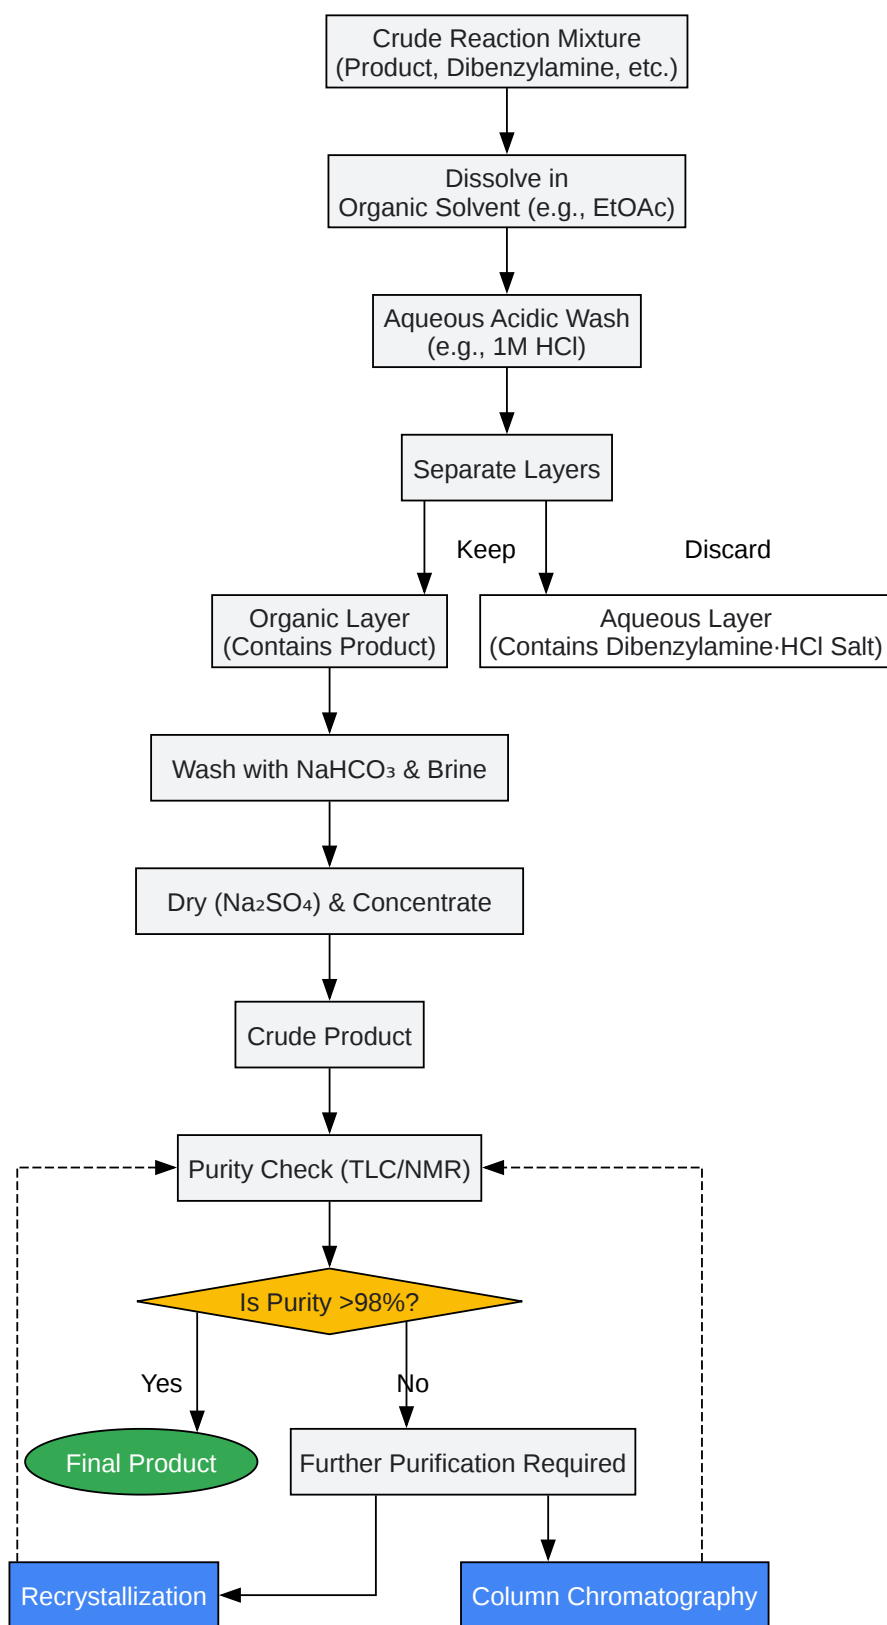 Crude Reaction Mixture
(Product, Dibenzylamine, etc.)
Dissolve in
Organic Solvent (e.g., EtOAc)
Aqueous Acidic Wash
(e.g., 1M HCl)
Separate Layers
Keep
Discard
Organic Layer
(Contains Product)
Aqueous Layer
(Contains Dibenzylamine·HCl Salt)
Wash with NaHCO₃ & Brine
Dry (Na₂SO₄) & Concentrate
Crude Product
Purity Check (TLC/NMR)
Is Purity >98%?
Yes
No
Final Product
Further Purification Required
Recrystallization
Column Chromatography